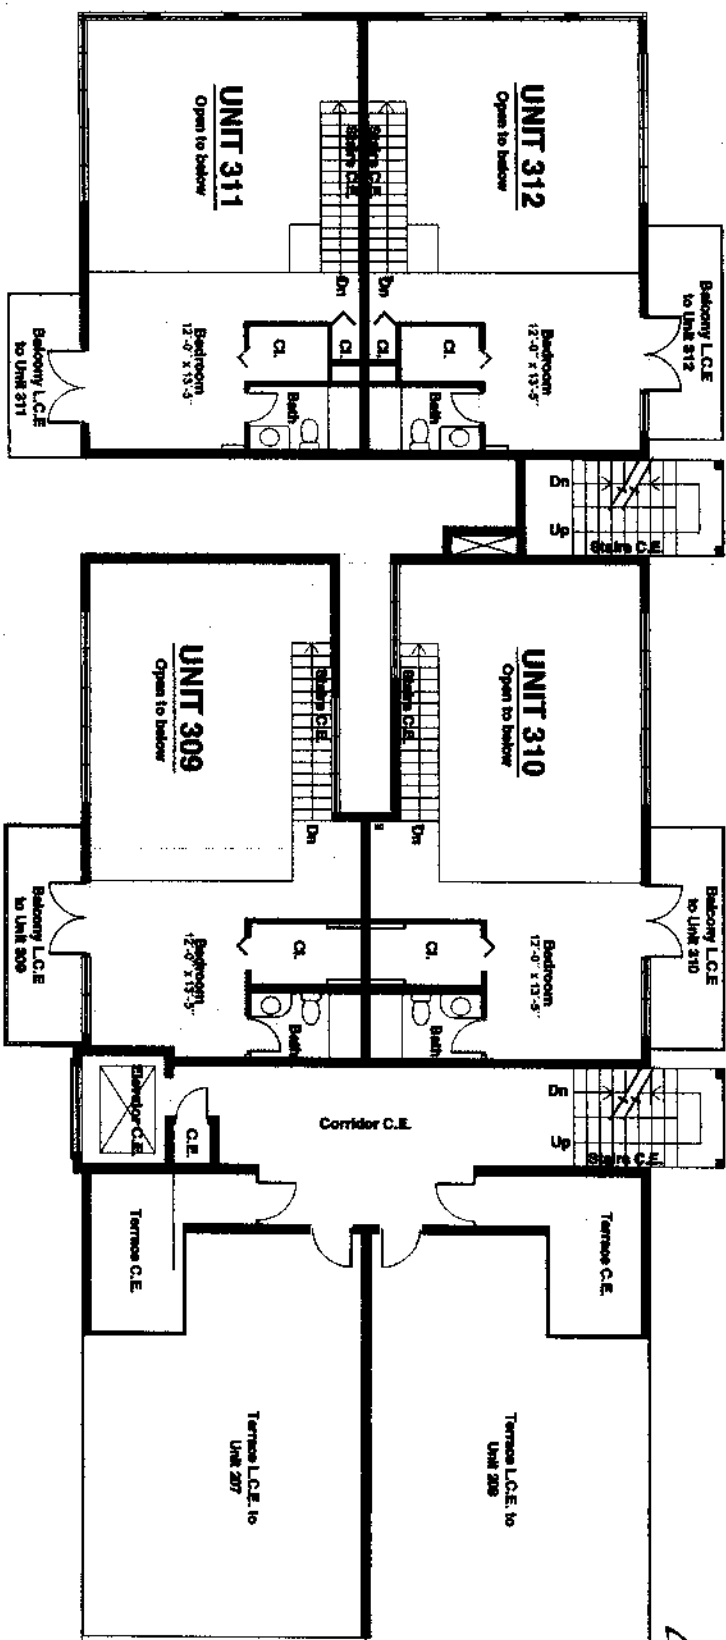 UNIT 312
Open to below
UNIT 311
Open to below
Stairs C.E.
Stairs C.E.
Dn
Dn
Balcony L.C.E
to Unit 312
Bedroom
12'-0" x 13'-5"
Cl.
Cl.
Cl.
Cl.
Bedroom
12'-0" x 13'-5"
Balcony L.C.E
to Unit 311
Bath
Bath
Dn
Up
Stairs C.E.
UNIT 310
Open to below
UNIT 309
Open to below
Stairs C.E.
Stairs C.E.
Dn
Dn
Balcony L.C.E
to Unit 310
Bedroom
12'-0" x 13'-5"
Cl.
Cl.
Bedroom
12'-0" x 13'-5"
Balcony L.C.E
to Unit 309
Bath
Bath
Dn
Up
Stairs C.E.
Corridor C.E.
C.E.
Elevator C.E.
Terrace C.E.
Terrace C.E.
Terrace L.C.E. to
Unit 208
Terrace L.C.E. to
Unit 207